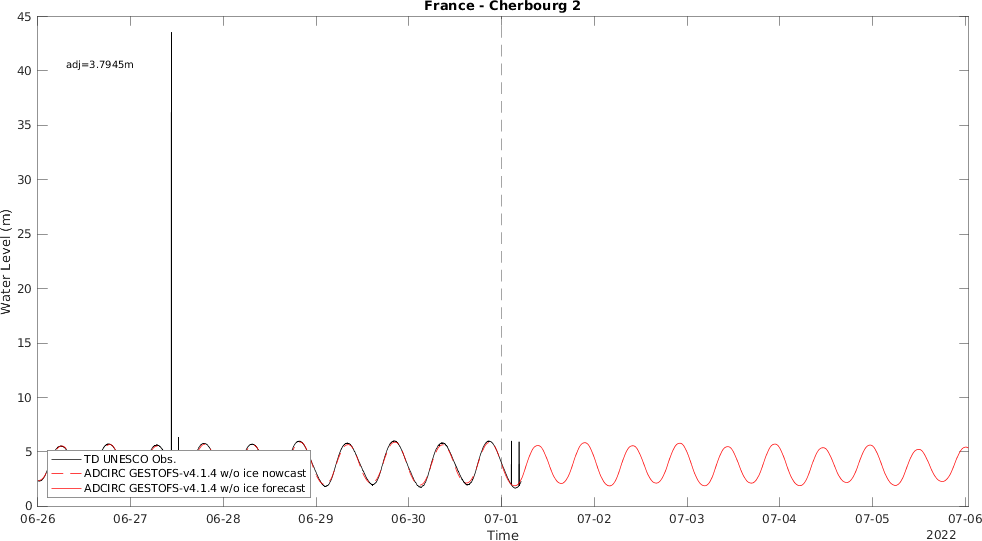 France - Cherbourg 2
45
40
35
30
25
20
15
10
5
0
Water Level (m)
adj=3.7945m
TD UNESCO Obs.
ADCIRC GESTOFS-v4.1.4 w/o ice nowcast
ADCIRC GESTOFS-v4.1.4 w/o ice forecast
06-26 06-27 06-28 06-29 06-30 07-01 07-02 07-03 07-04 07-05 07-06
Time
2022